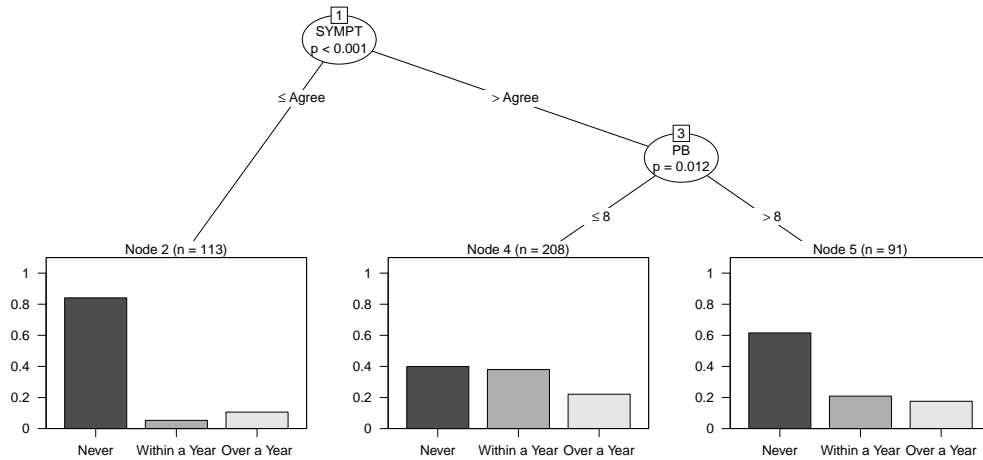 1
SYMPT
p < 0.001
≤ Agree
> Agree
3
PB
p = 0.012
≤ 8
> 8
Node 2 (n = 113)
1
0.8
0.6
0.4
0.2
0
Never Within a Year Over a Year
Node 4 (n = 208)
1
0.8
0.6
0.4
0.2
0
Never Within a Year Over a Year
Node 5 (n = 91)
1
0.8
0.6
0.4
0.2
0
Never Within a Year Over a Year